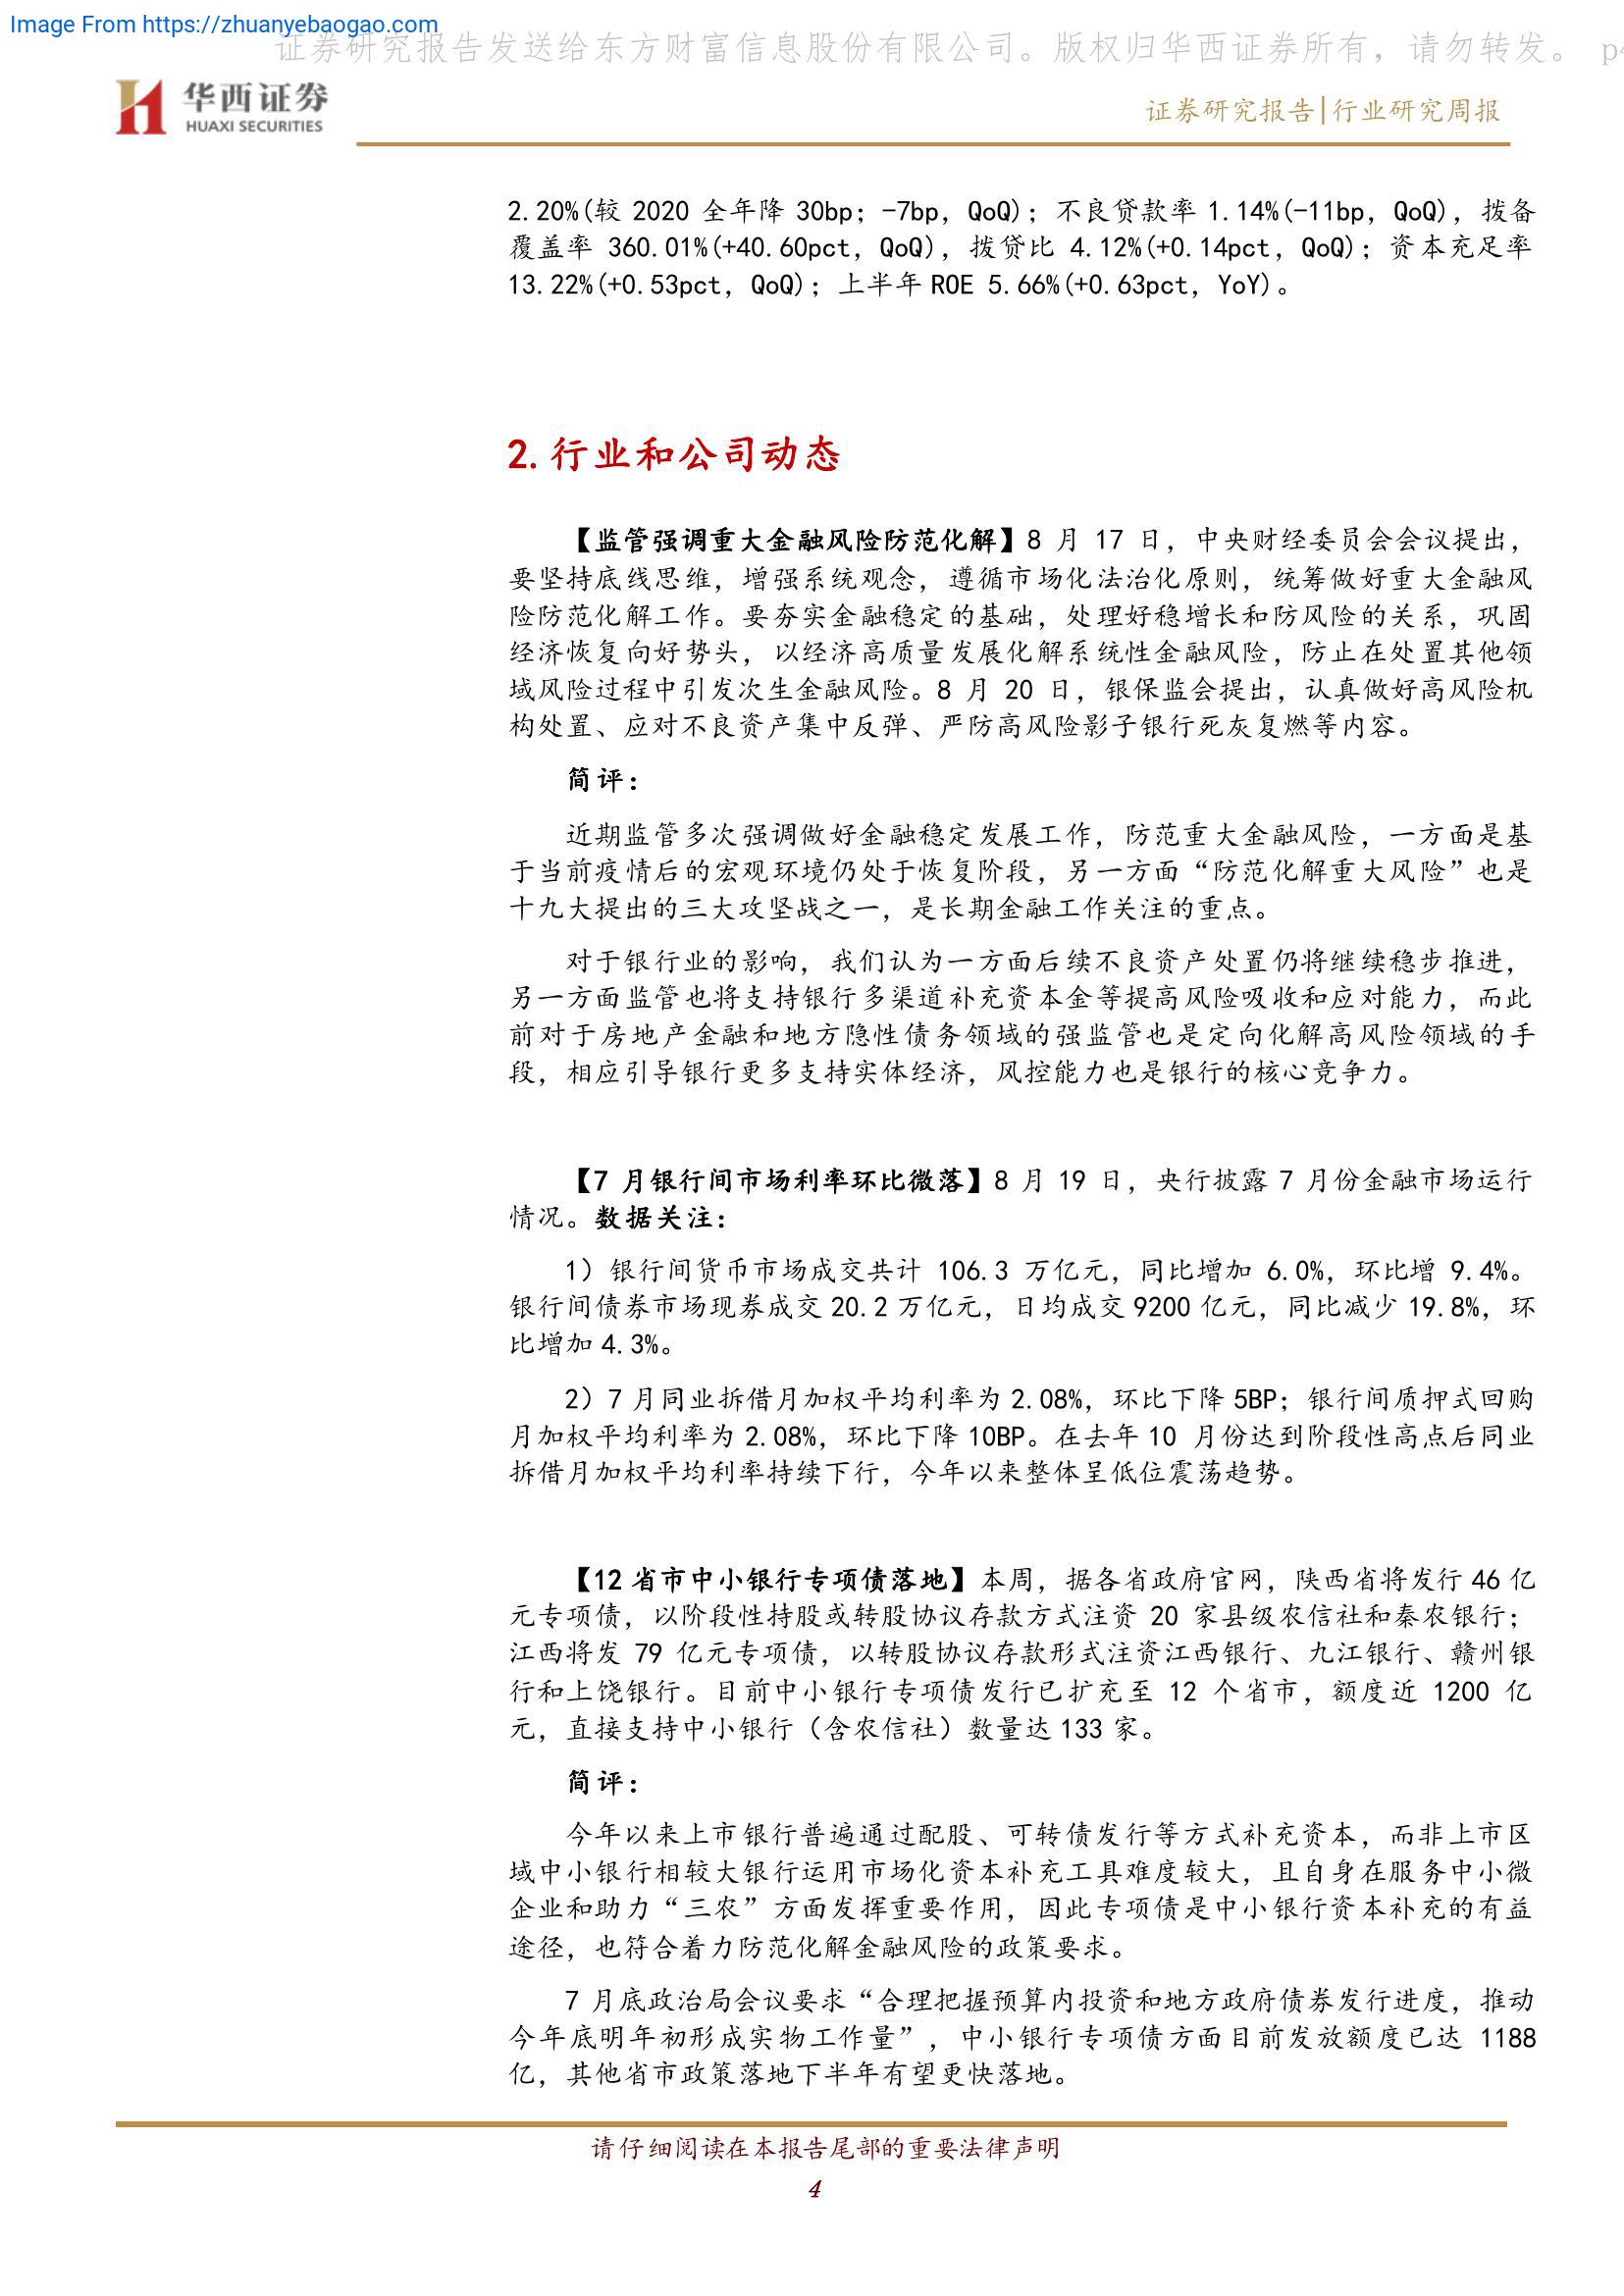 Image From https://zhuanyebaogao.com
证券研究报告发送给东方财富信息股份有限公司。版权归华西证券所有，请勿转发。 p4
华西证券
HUAXI SECURITIES
证券研究报告|行业研究周报
2.20%(较 2020 全年降 30bp；-7bp，QoQ)；不良贷款率 1.14%(-11bp，QoQ)，拨备
覆盖率 360.01%(+40.60pct，QoQ)，拨贷比 4.12%(+0.14pct，QoQ)；资本充足率
13.22%(+0.53pct，QoQ)；上半年 ROE 5.66%(+0.63pct，YoY)。
2.行业和公司动态
【监管强调重大金融风险防范化解】8 月 17 日，中央财经委员会会议提出，
要坚持底线思维，增强系统观念，遵循市场化法治化原则，统筹做好重大金融风
险防范化解工作。要夯实金融稳定的基础，处理好稳增长和防风险的关系，巩固
经济恢复向好势头，以经济高质量发展化解系统性金融风险，防止在处置其他领
域风险过程中引发次生金融风险。8 月 20 日，银保监会提出，认真做好高风险机
构处置、应对不良资产集中反弹、严防高风险影子银行死灰复燃等内容。
简评：
近期监管多次强调做好金融稳定发展工作，防范重大金融风险，一方面是基
于当前疫情后的宏观环境仍处于恢复阶段，另一方面“防范化解重大风险”也是
十九大提出的三大攻坚战之一，是长期金融工作关注的重点。
对于银行业的影响，我们认为一方面后续不良资产处置仍将继续稳步推进，
另一方面监管也将支持银行多渠道补充资本金等提高风险吸收和应对能力，而此
前对于房地产金融和地方隐性债务领域的强监管也是定向化解高风险领域的手
段，相应引导银行更多支持实体经济，风控能力也是银行的核心竞争力。
【7 月银行间市场利率环比微落】8 月 19 日，央行披露 7 月份金融市场运行
情况。数据关注：
1）银行间货币市场成交共计 106.3 万亿元，同比增加 6.0%，环比增 9.4%。
银行间债券市场现券成交 20.2 万亿元，日均成交 9200 亿元，同比减少 19.8%，环
比增加 4.3%。
2）7 月同业拆借月加权平均利率为 2.08%，环比下降 5BP；银行间质押式回购
月加权平均利率为 2.08%，环比下降 10BP。在去年 10 月份达到阶段性高点后同业
拆借月加权平均利率持续下行，今年以来整体呈低位震荡趋势。
【12 省市中小银行专项债落地】本周，据各省政府官网，陕西省将发行 46 亿
元专项债，以阶段性持股或转股协议存款方式注资 20 家县级农信社和秦农银行；
江西将发 79 亿元专项债，以转股协议存款形式注资江西银行、九江银行、赣州银
行和上饶银行。目前中小银行专项债发行已扩充至 12 个省市，额度近 1200 亿
元，直接支持中小银行（含农信社）数量达 133 家。
简评：
今年以来上市银行普遍通过配股、可转债发行等方式补充资本，而非上市区
域中小银行相较大银行运用市场化资本补充工具难度较大，且自身在服务中小微
企业和助力“三农”方面发挥重要作用，因此专项债是中小银行资本补充的有益
途径，也符合着力防范化解金融风险的政策要求。
7 月底政治局会议要求“合理把握预算内投资和地方政府债券发行进度，推动
今年底明年初形成实物工作量”，中小银行专项债方面目前发放额度已达 1188
亿，其他省市政策落地下半年有望更快落地。
请仔细阅读在本报告尾部的重要法律声明
4